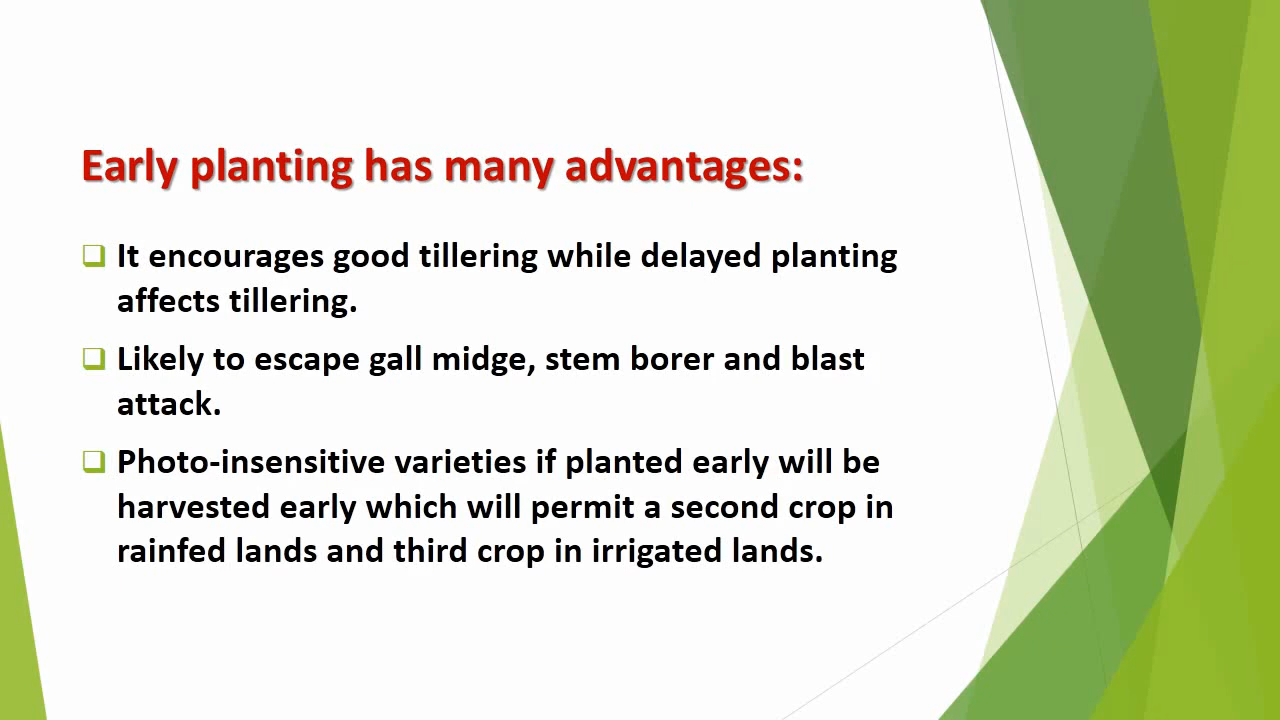 Early planting has many advantages:
It encourages good tillering while delayed planting
affects tillering.
Likely to escape gall midge, stem borer and blast
attack.
Photo-insensitive varieties if planted early will be
harvested early which will permit a second crop in
rainfed lands and third crop in irrigated lands.